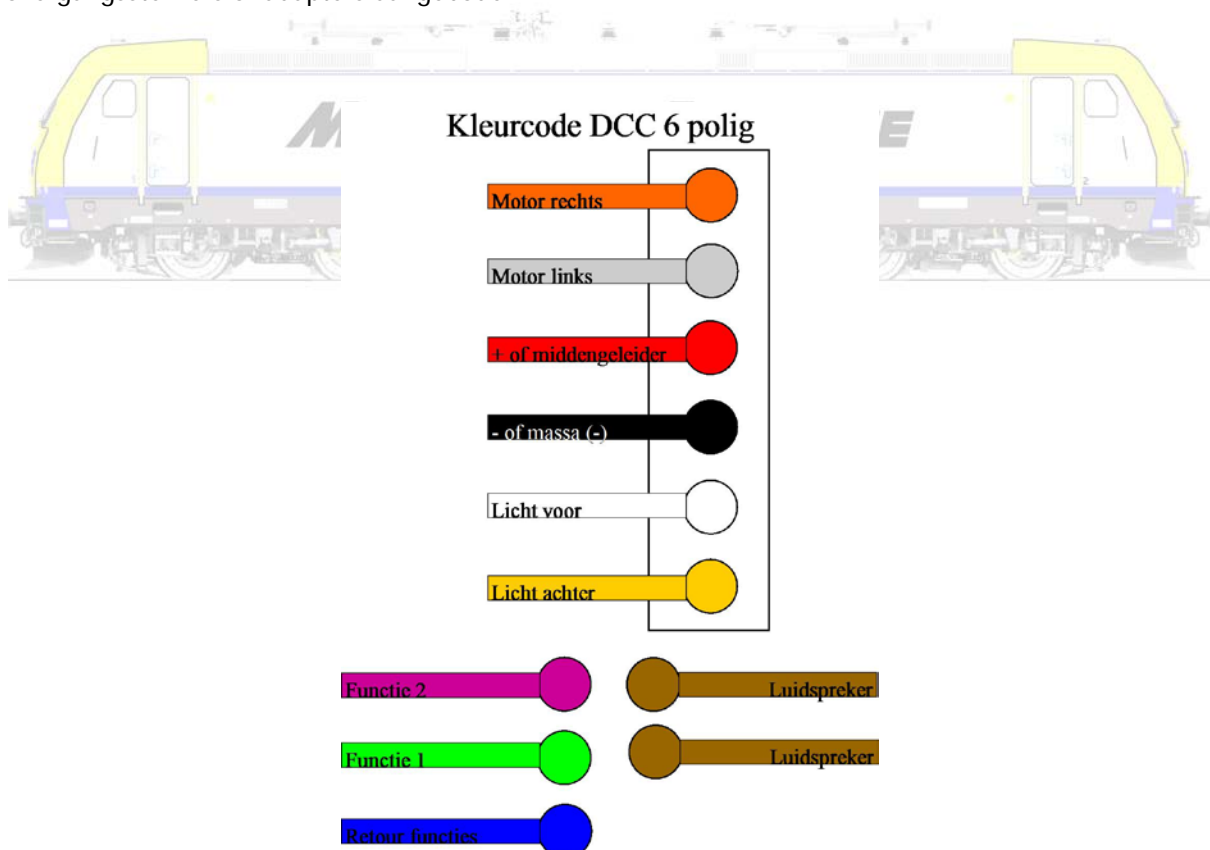 Kleurcode DCC 6 polig
Motor rechts
Motor links
+ of middengeleider
- of massa (-)
Licht voor
Licht achter
Functie 2
Luidspreker
Functie 1
Luidspreker
Retour functies